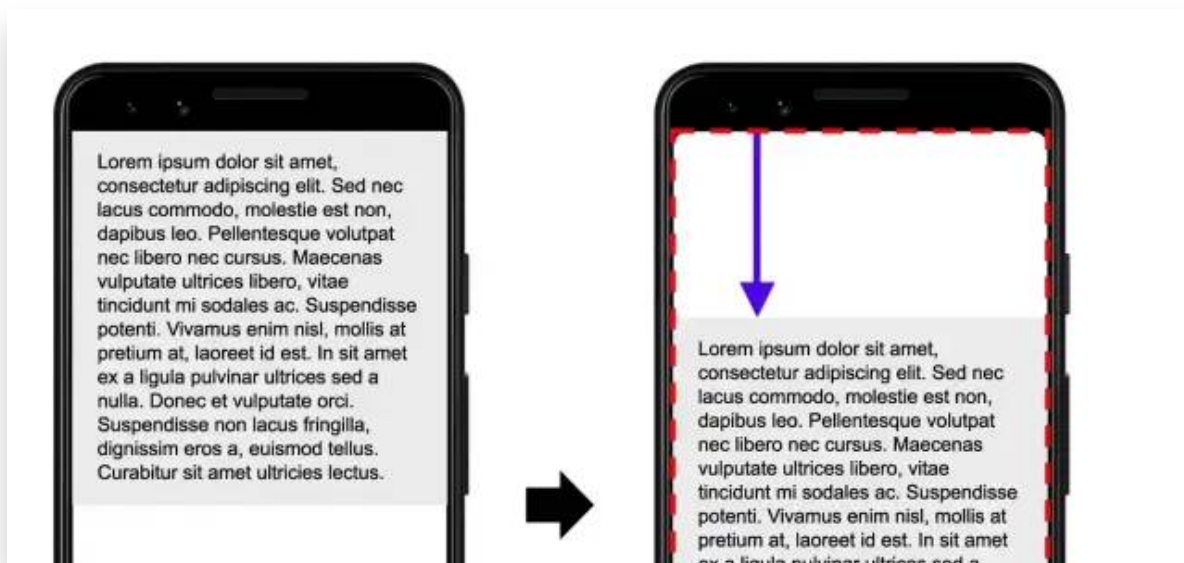 Lorem ipsum dolor sit amet,
consectetur adipiscing elit. Sed nec
lacus commodo, molestie est non,
dapibus leo. Pellentesque volutpat
nec libero nec cursus. Maecenas
vulputate ultrices libero, vitae
tincidunt mi sodales ac. Suspendisse
potenti. Vivamus enim nisl, mollis at
pretium at, laoreet id est. In sit amet
ex a ligula pulvinar ultrices sed a
nulla. Donec et vulputate orci.
Suspendisse non lacus fringilla,
dignissim eros a, euismod tellus.
Curabitur sit amet ultricies lectus.
Lorem ipsum dolor sit amet,
consectetur adipiscing elit. Sed nec
lacus commodo, molestie est non,
dapibus leo. Pellentesque volutpat
nec libero nec cursus. Maecenas
vulputate ultrices libero, vitae
tincidunt mi sodales ac. Suspendisse
potenti. Vivamus enim nisl, mollis at
pretium at, laoreet id est. In sit amet